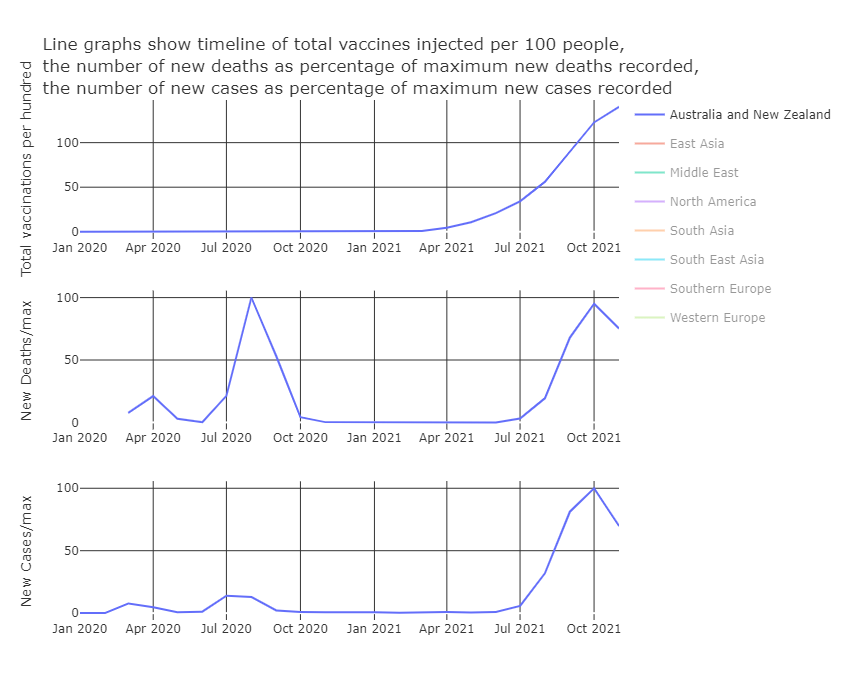 Line graphs show timeline of total vaccines injected per 100 people,
the number of new deaths as percentage of maximum new deaths recorded,
the number of new cases as percentage of maximum new cases recorded
Total vaccinations per hundred
100
50
0
Jan 2020 Apr 2020 Jul 2020 Oct 2020 Jan 2021 Apr 2021 Jul 2021 Oct 2021
Australia and New Zealand
East Asia
Middle East
North America
South Asia
South East Asia
Southern Europe
Western Europe
New Deaths/max
100
50
0
Jan 2020 Apr 2020 Jul 2020 Oct 2020 Jan 2021 Apr 2021 Jul 2021 Oct 2021
New Cases/max
100
50
0
Jan 2020 Apr 2020 Jul 2020 Oct 2020 Jan 2021 Apr 2021 Jul 2021 Oct 2021